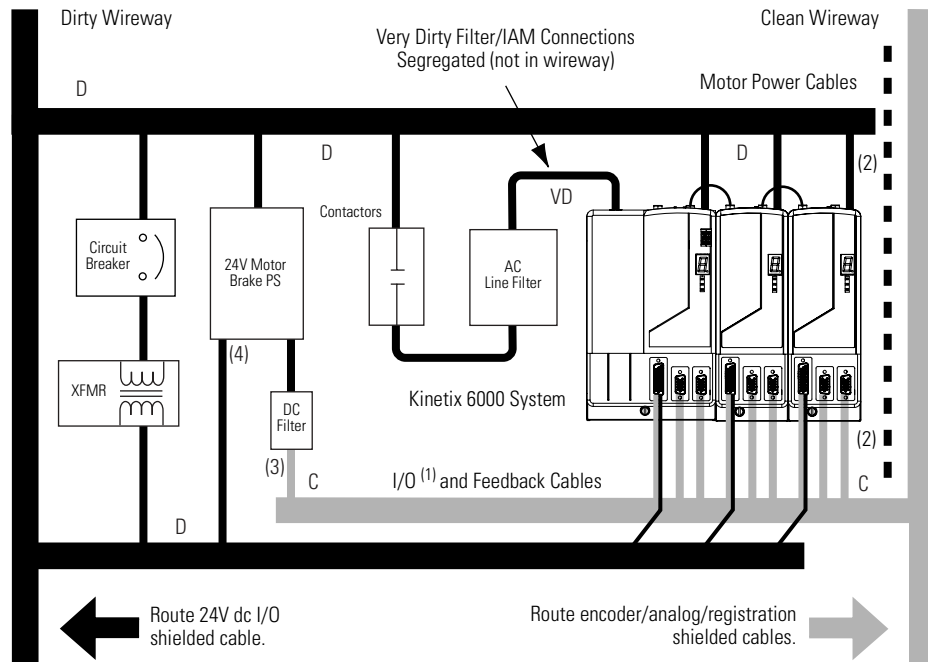 Dirty Wireway
Clean Wireway
Very Dirty Filter/IAM Connections
Segregated (not in wireway)
Motor Power Cables
D
D
D
(2)
VD
Contactors
Circuit
Breaker
24V Motor
Brake PS
AC
Line Filter
XFMR
(4)
DC
Filter
Kinetix 6000 System
(3)
(2)
C
I/O (1) and Feedback Cables
C
D
Route 24V dc I/O
shielded cable.
Route encoder/analog/registration
shielded cables.